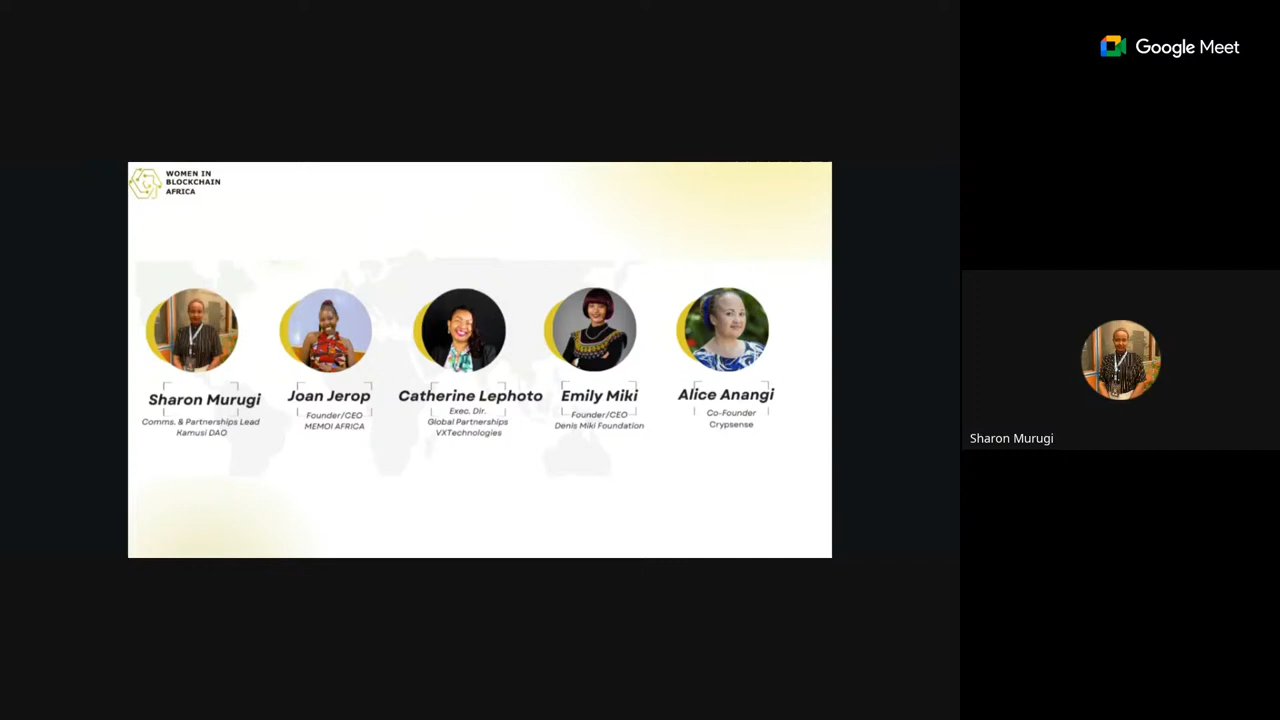 Google Meet
WOMEN IN
BLOCKCHAIN
AFRICA
Sharon Murugi
Comms. & Partnerships Lead
Kamusi DAO
Joan Jerop
Founder/CEO
MEMOI AFRICA
Catherine Lephoto
Exec. Dir.
Global Partnerships
VXTechnologies
Emily Miki
Founder/CEO
Denis Miki Foundation
Alice Anangi
Co-Founder
Crypsense
Sharon Murugi